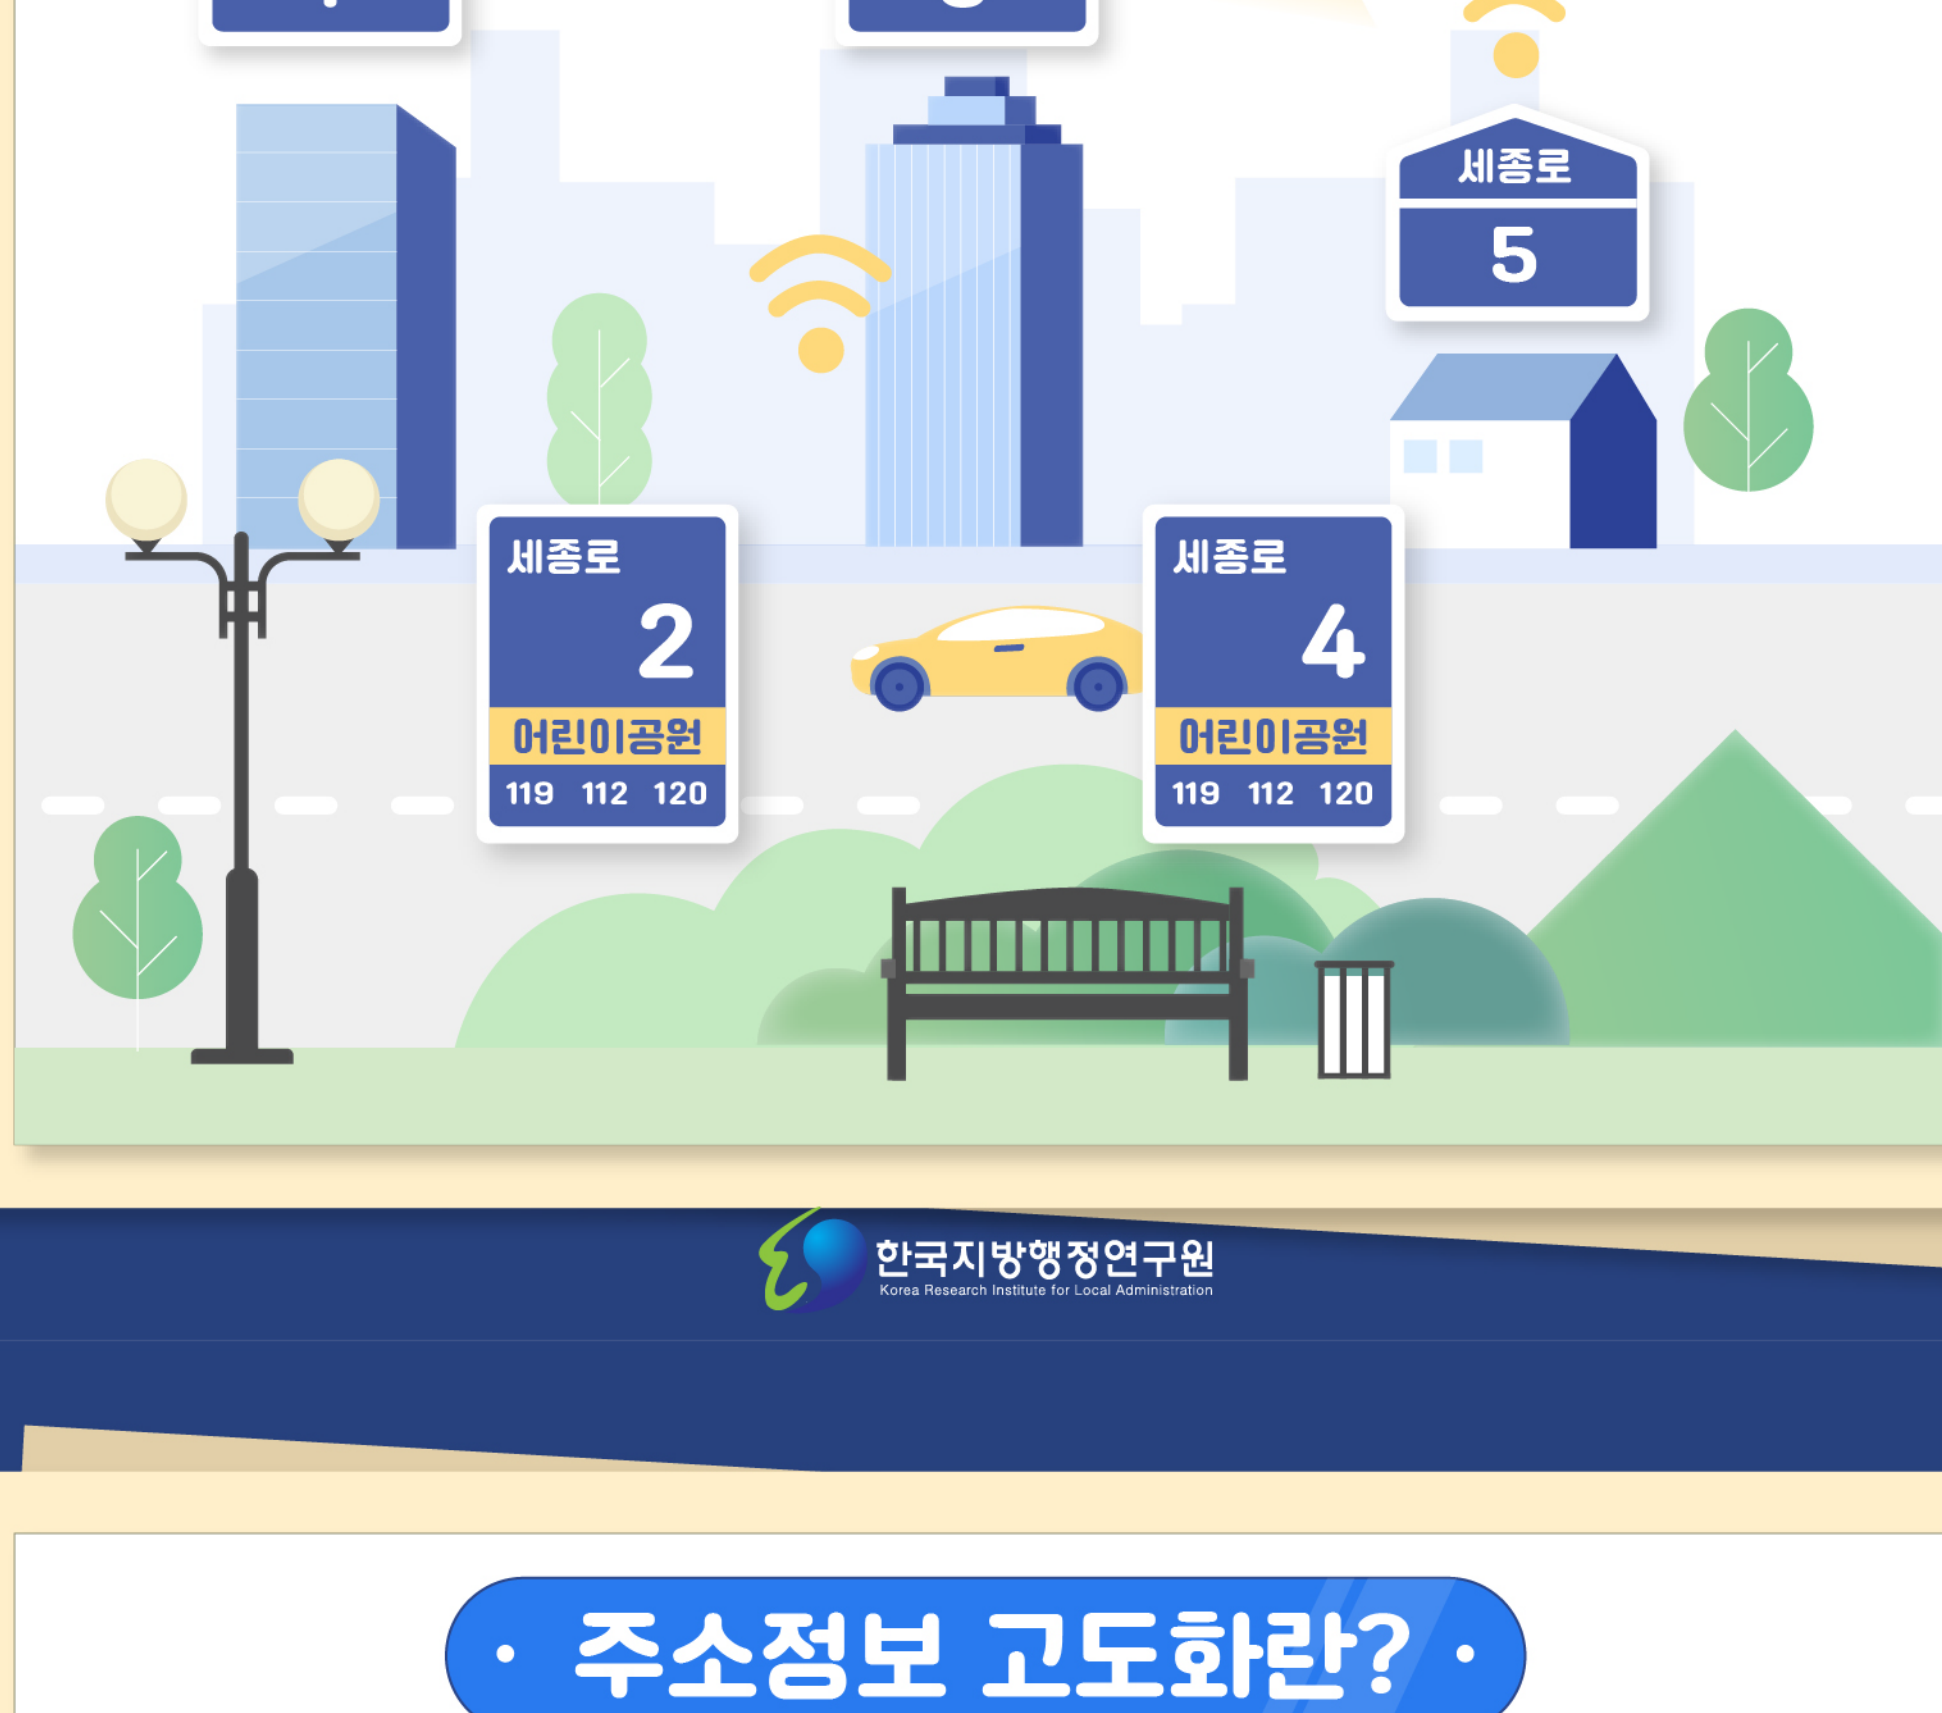 세종로
5
세종로
2
어린이공원
119 112 120
세종로
4
어린이공원
119 112 120
한국지방행정연구원
Korea Research Institute for Local Administration
· 주소정보 고도화란? ·